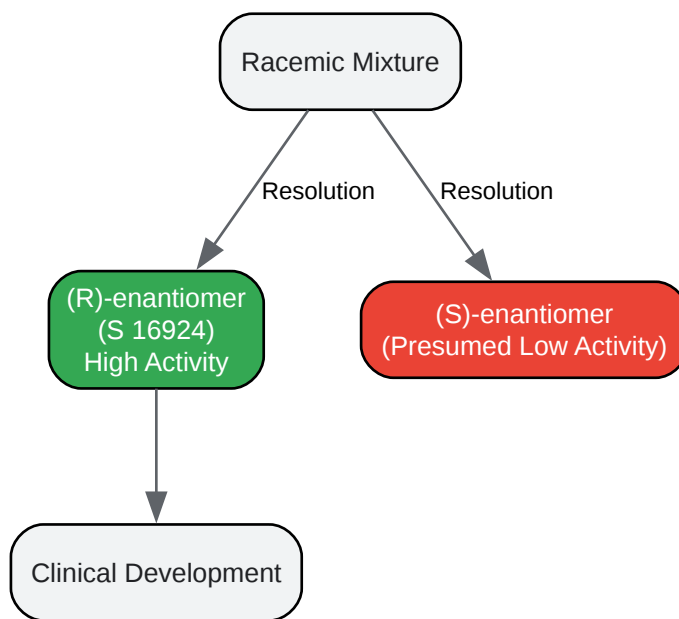 Racemic Mixture
Resolution
Resolution
(R)-enantiomer
(S 16924)
High Activity
(S)-enantiomer
(Presumed Low Activity)
Clinical Development